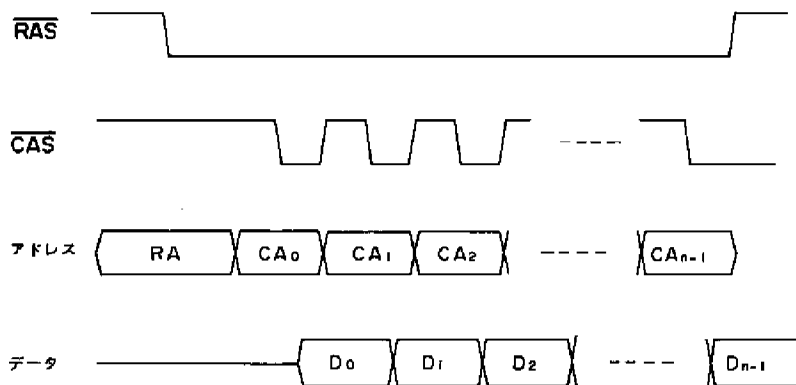 RAS
CAS
アドレス RA CA₀ CA₁ CA₂ CAₙ₋₁
データ D₀ D₁ D₂ Dₙ₋₁